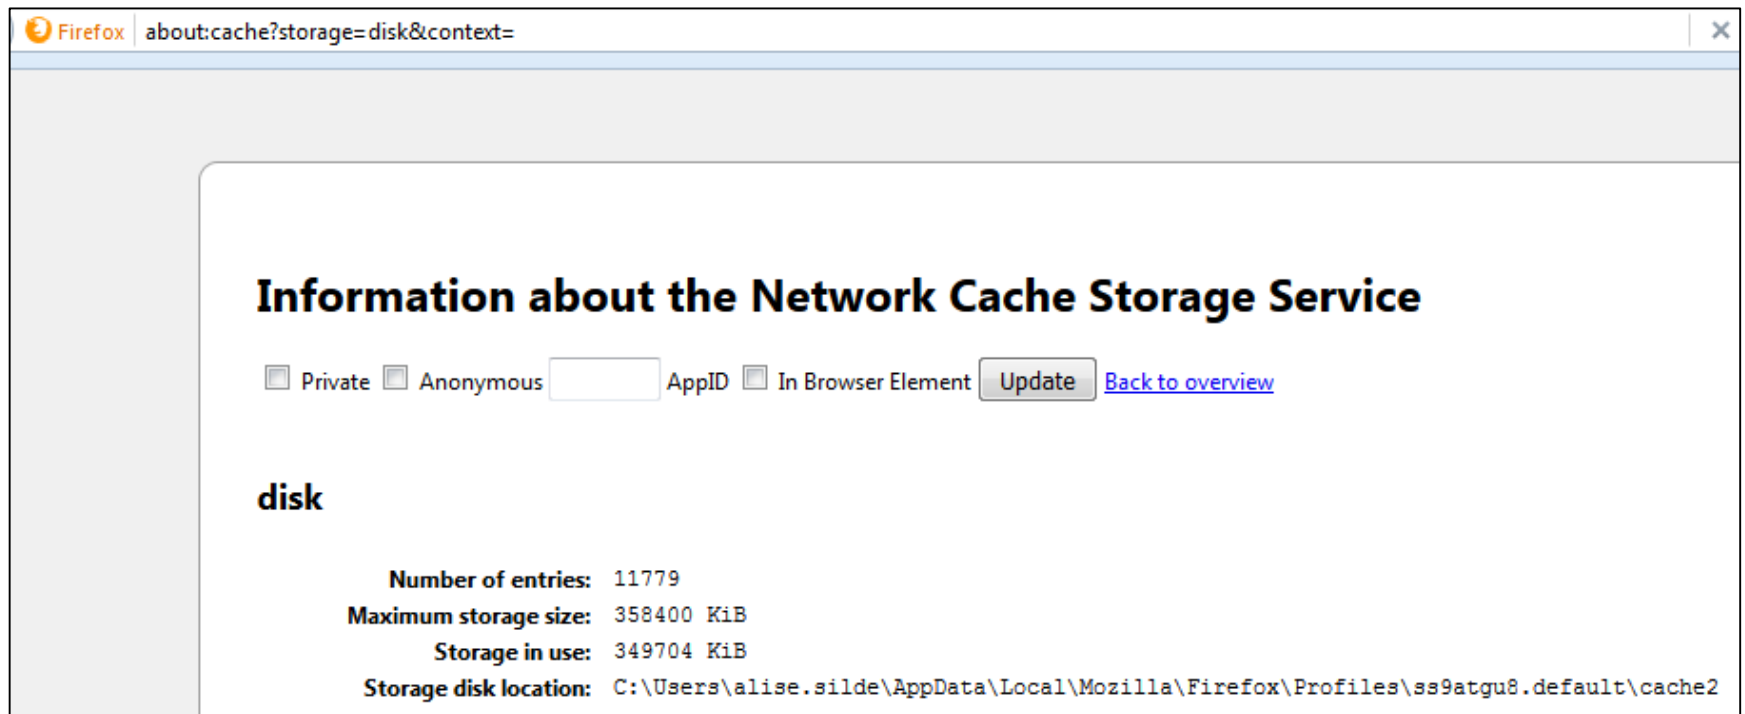 Firefox about:cache?storage=disk&context=
Information about the Network Cache Storage Service
Private Anonymous AppID In Browser Element Update Back to overview
disk
Number of entries: 11779
Maximum storage size: 358400 KiB
Storage in use: 349704 KiB
Storage disk location: C:\Users\alise.silde\AppData\Local\Mozilla\Firefox\Profiles\ss9atgu8.default\cache2